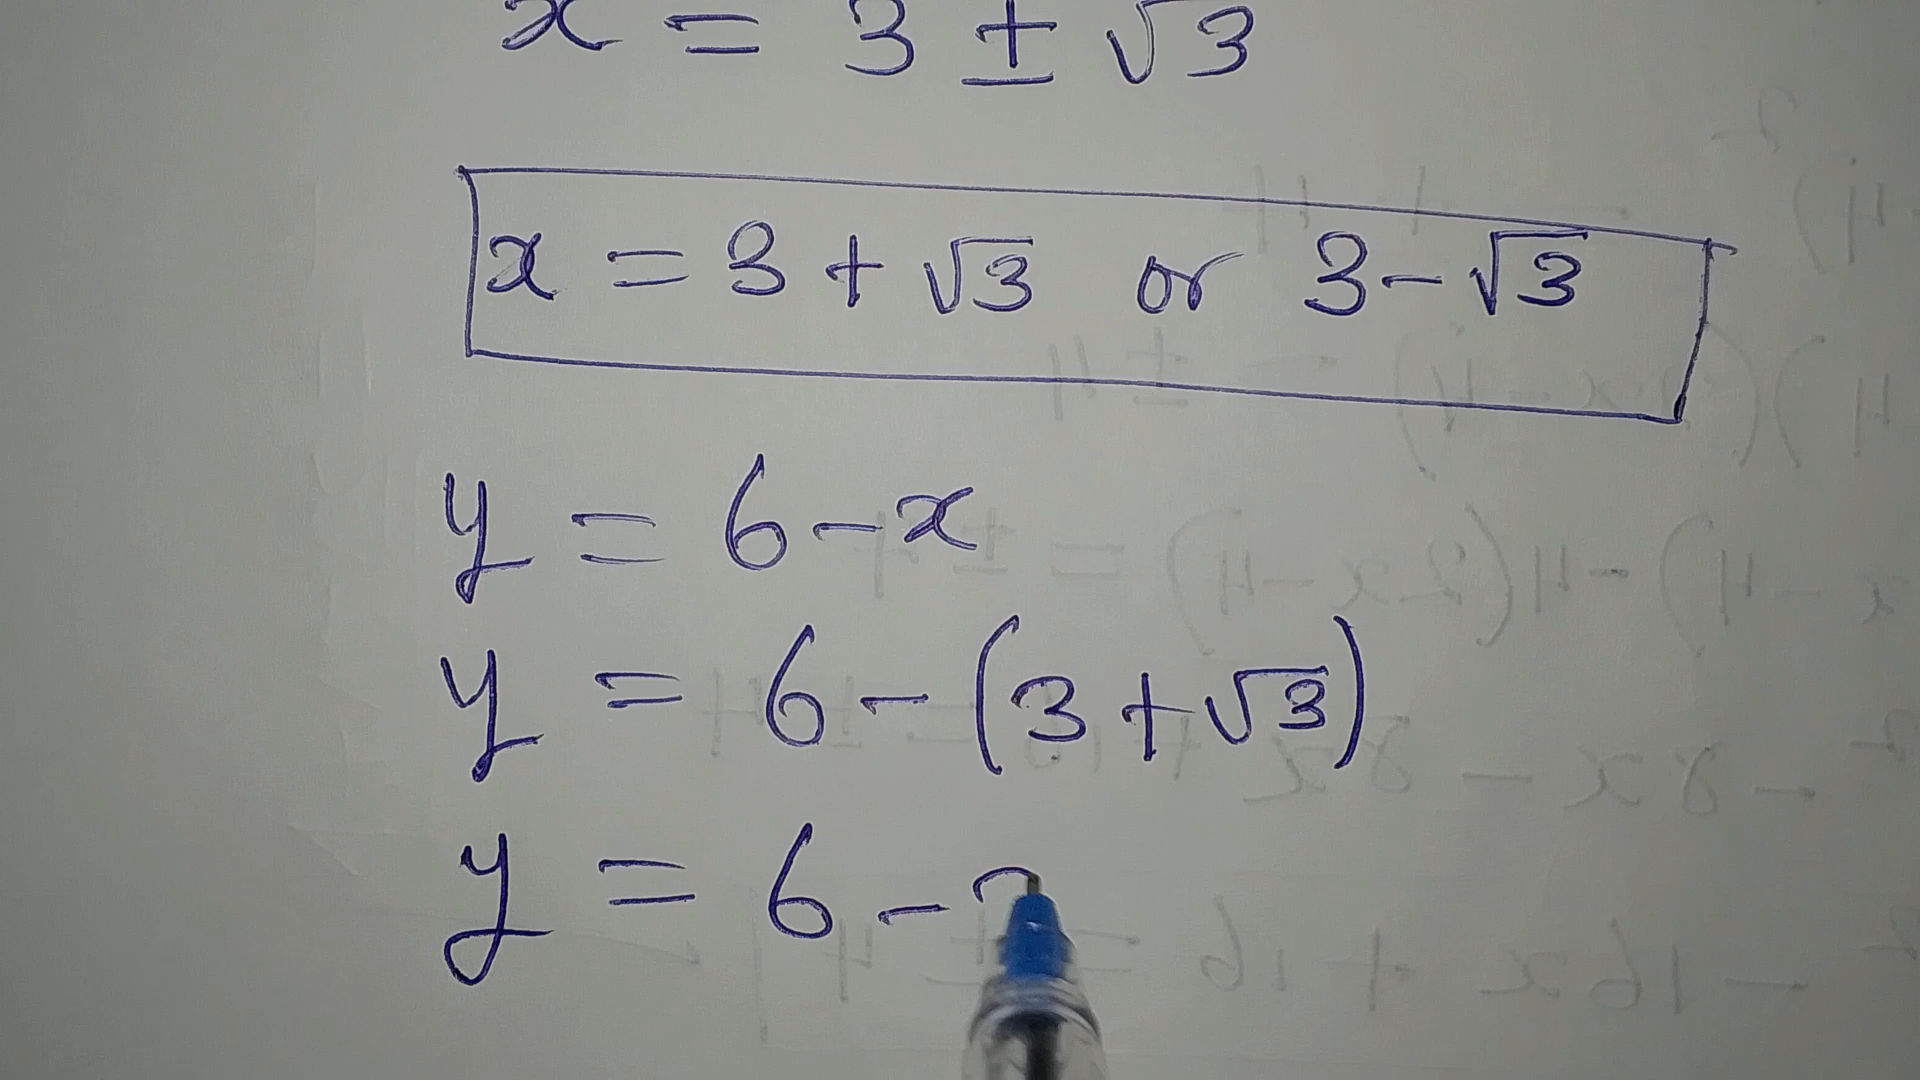 x = 3 ± √3
x = 3 + √3 or 3 - √3
y = 6 - x
y = 6 - (3 + √3)
y = 6 -